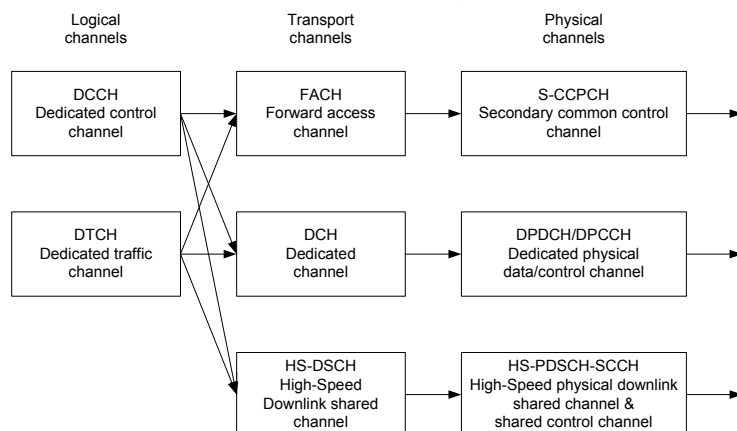 Logical
channels
Transport
channels
Physical
channels
DCCH
Dedicated control
channel
FACH
Forward access
channel
S-CCPCH
Secondary common control
channel
DTCH
Dedicated traffic
channel
DCH
Dedicated
channel
DPDCH/DPCCH
Dedicated physical
data/control channel
HS-DSCH
High-Speed
Downlink shared
channel
HS-PDSCH-SCCH
High-Speed physical downlink
shared channel &
shared control channel